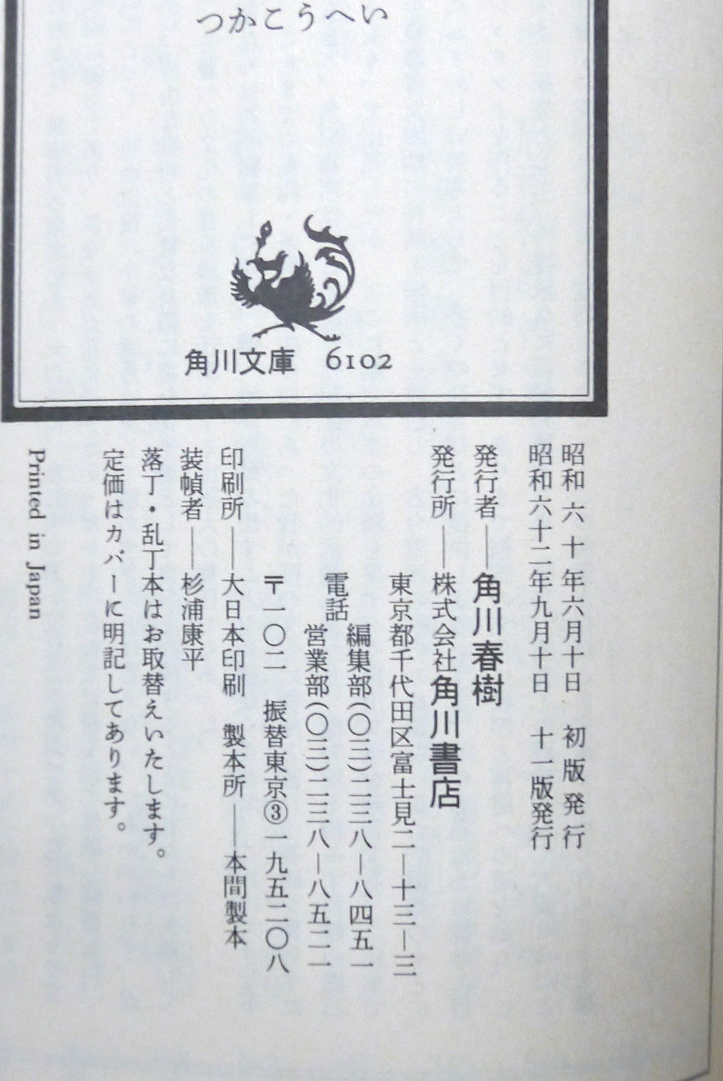 つかこうへい
角川文庫 6102
昭和六十年六月十日 初版発行
昭和六十二年九月十日 十一版発行
発行者――角川春樹
発行所――株式会社角川書店
東京都千代田区富士見二―十三―三
電話 編集部(〇三)二三八―八四五一
営業部(〇三)二三八―八五二一
〒一〇二 振替東京③一九五二〇八
印刷所――大日本印刷 製本所――本間製本
装幀者――杉浦康平
落丁・乱丁本はお取替えいたします。
定価はカバーに明記してあります。
Printed in Japan